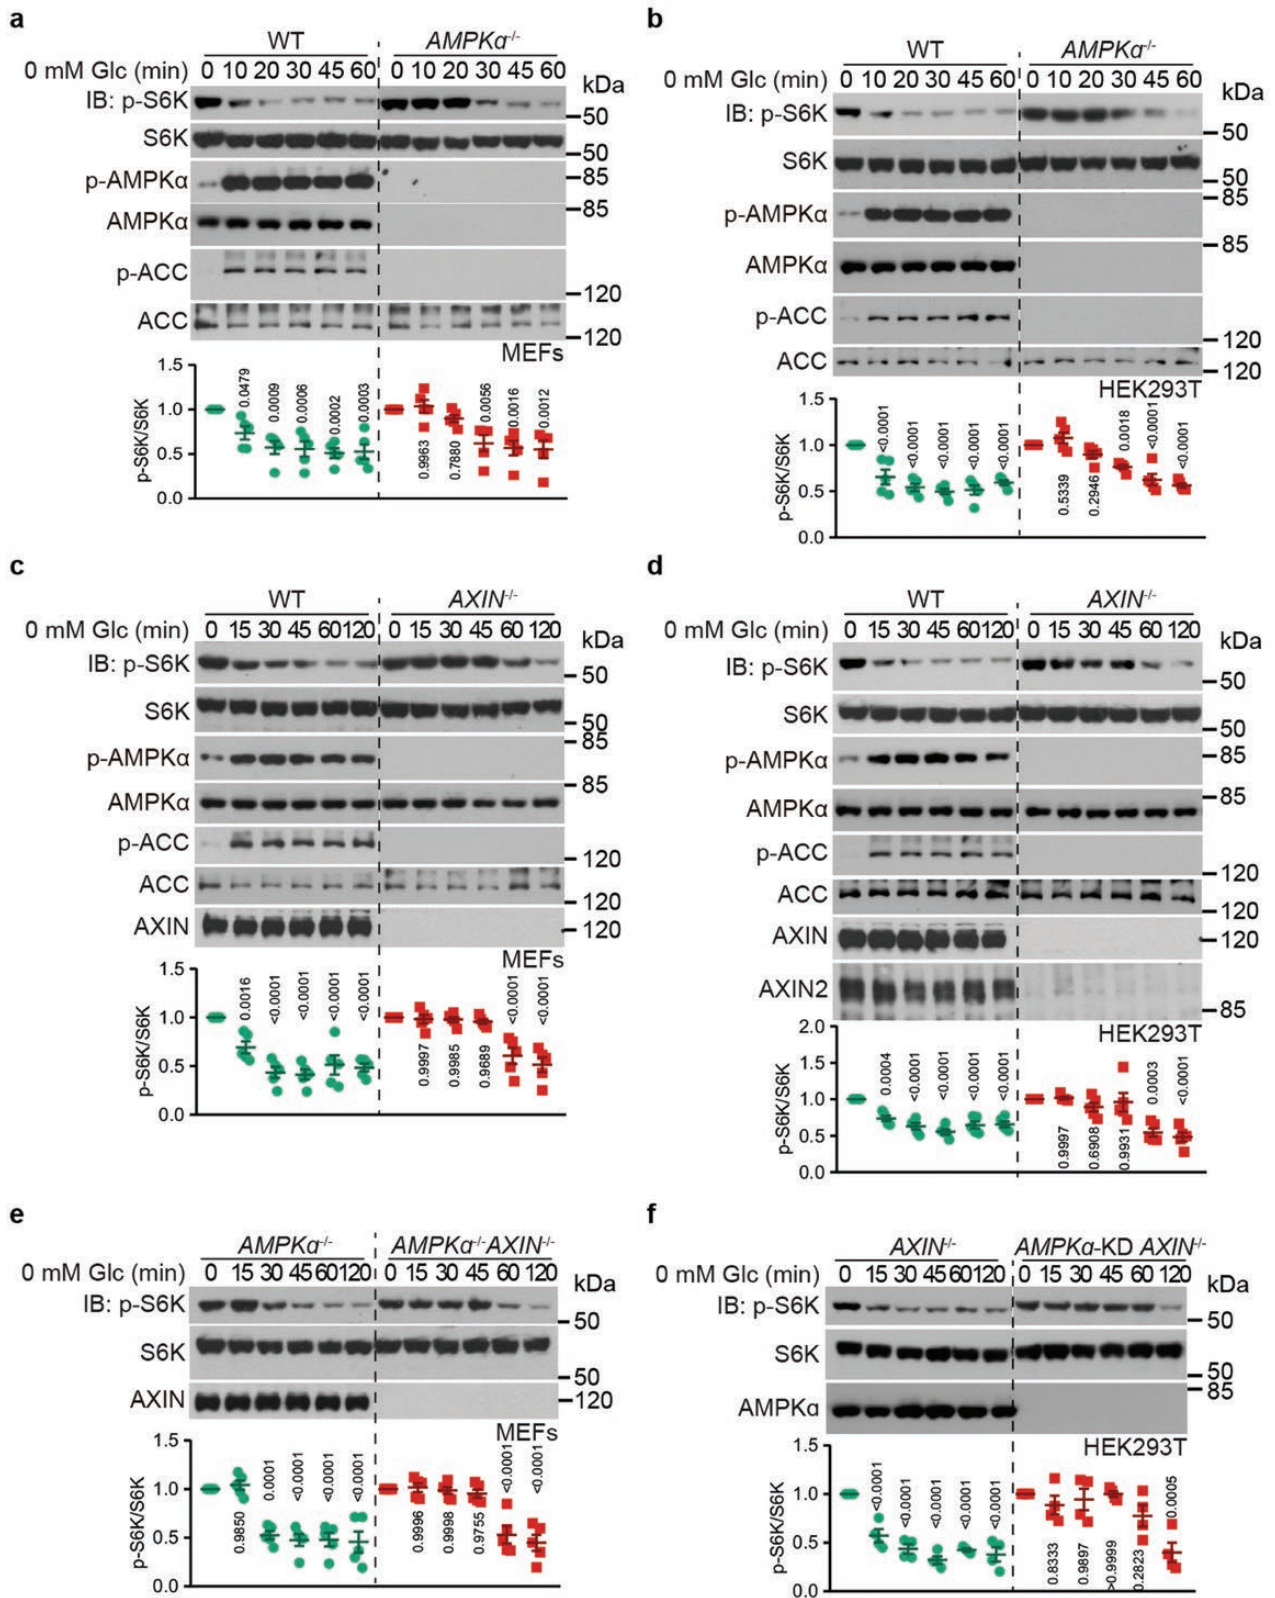 a
WT AMPKα-/-
0 mM Glc (min) 0 10 20 30 45 60 0 10 20 30 45 60 kDa
IB: p-S6K 50
S6K 50
p-AMPKα 85
AMPKα 85
p-ACC 120
ACC 120
MEFs
p-S6K/S6K
1.5
1.0
0.5
0.0
0.0479 0.0009 0.0006 0.0002 0.0003 0.9963 0.7880 0.0056 0.0016 0.0012
b
WT AMPKα-/-
0 mM Glc (min) 0 10 20 30 45 60 0 10 20 30 45 60 kDa
IB: p-S6K 50
S6K 50
p-AMPKα 85
AMPKα 85
p-ACC 120
ACC 120
HEK293T
p-S6K/S6K
1.5
1.0
0.5
0.0
<0.0001 <0.0001 <0.0001 <0.0001 <0.0001 0.5339 0.2946 0.0018 <0.0001 <0.0001
c
WT AXIN-/-
0 mM Glc (min) 0 15 30 45 60 120 0 15 30 45 60 120 kDa
IB: p-S6K 50
S6K 50
p-AMPKα 85
AMPKα 85
p-ACC 120
ACC 120
AXIN 120
MEFs
p-S6K/S6K
1.5
1.0
0.5
0.0
0.0016 <0.0001 <0.0001 <0.0001 <0.0001 0.9997 0.9985 0.9689 <0.0001 <0.0001
d
WT AXIN-/-
0 mM Glc (min) 0 15 30 45 60 120 0 15 30 45 60 120 kDa
IB: p-S6K 50
S6K 50
p-AMPKα 85
AMPKα 85
p-ACC 120
ACC 120
AXIN 120
AXIN2 85
HEK293T
p-S6K/S6K
2.0
1.5
1.0
0.5
0.0
0.0004 <0.0001 <0.0001 <0.0001 <0.0001 0.9997 0.6908 0.9931 0.0003 <0.0001
e
AMPKα-/- AMPKα-/-AXIN-/-
0 mM Glc (min) 0 15 30 45 60 120 0 15 30 45 60 120 kDa
IB: p-S6K 50
S6K 50
AXIN 120
MEFs
p-S6K/S6K
1.5
1.0
0.5
0.0
0.9850 0.0001 <0.0001 <0.0001 <0.0001 0.9996 0.9998 0.9755 <0.0001 <0.0001
f
AXIN-/- AMPKα-KD AXIN-/-
0 mM Glc (min) 0 15 30 45 60 120 0 15 30 45 60 120 kDa
IB: p-S6K 50
S6K 50
AMPKα 85
HEK293T
p-S6K/S6K
1.5
1.0
0.5
0.0
<0.0001 <0.0001 <0.0001 <0.0001 <0.0001 0.8333 0.9897 >0.9999 0.2823 0.0005